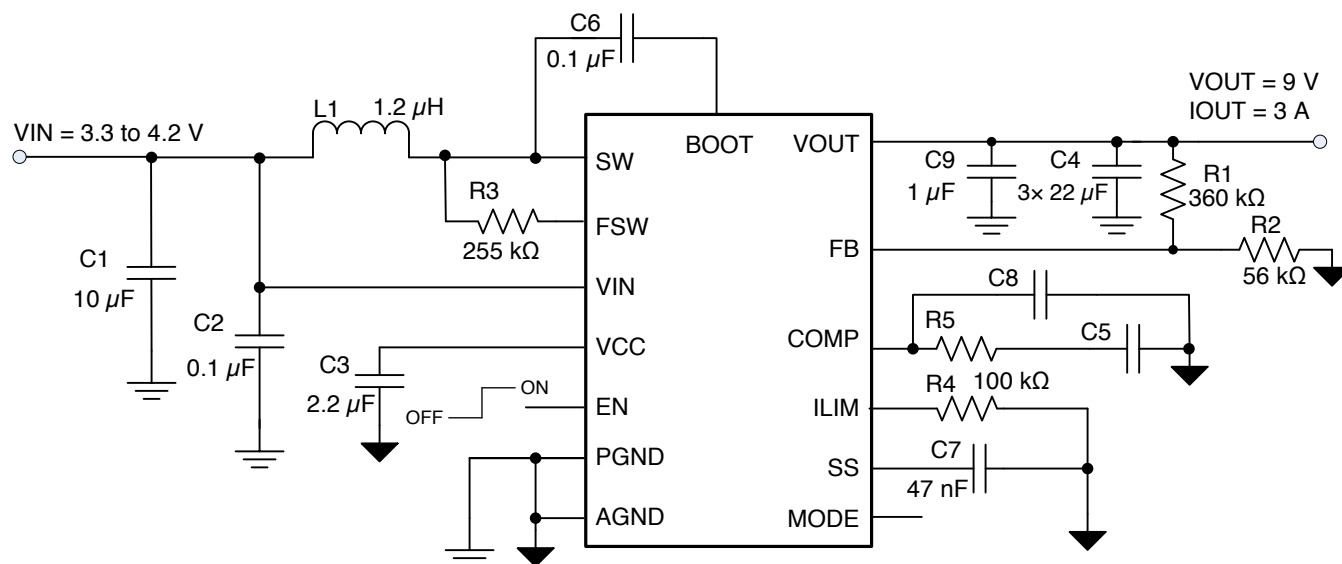 C6
0.1 µF
VOUT = 9 V
IOUT = 3 A
L1
1.2 µH
VIN = 3.3 to 4.2 V
BOOT
VOUT
SW
C9
1 µF
C4
3× 22 µF
R1
360 kΩ
R3
255 kΩ
FSW
FB
R2
56 kΩ
C1
10 µF
VIN
C8
C2
0.1 µF
VCC
COMP
R5
C5
C3
2.2 µF
R4
100 kΩ
ON
OFF
EN
ILIM
C7
47 nF
PGND
SS
AGND
MODE